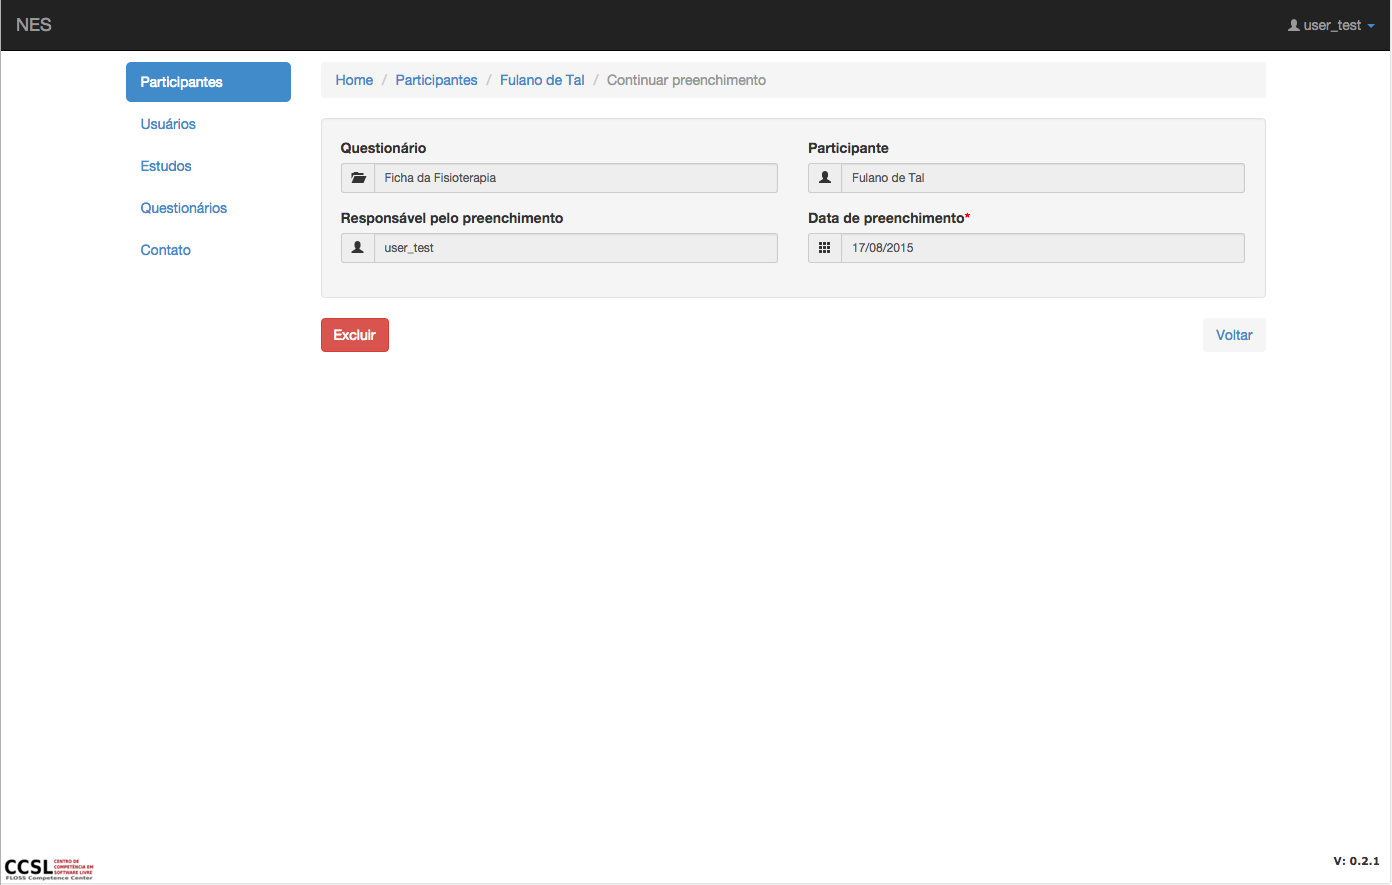 NES
user_test
Participantes
Usuários
Estudos
Questionários
Contato
Home / Participantes / Fulano de Tal / Continuar preenchimento
Questionário
Ficha da Fisioterapia
Participante
Fulano de Tal
Responsável pelo preenchimento
user_test
Data de preenchimento*
17/08/2015
Excluir
Voltar
CCSL
CENTRO DE
COMPETÊNCIA EM
SOFTWARE LIVRE
FLOSS Competence Center
V: 0.2.1